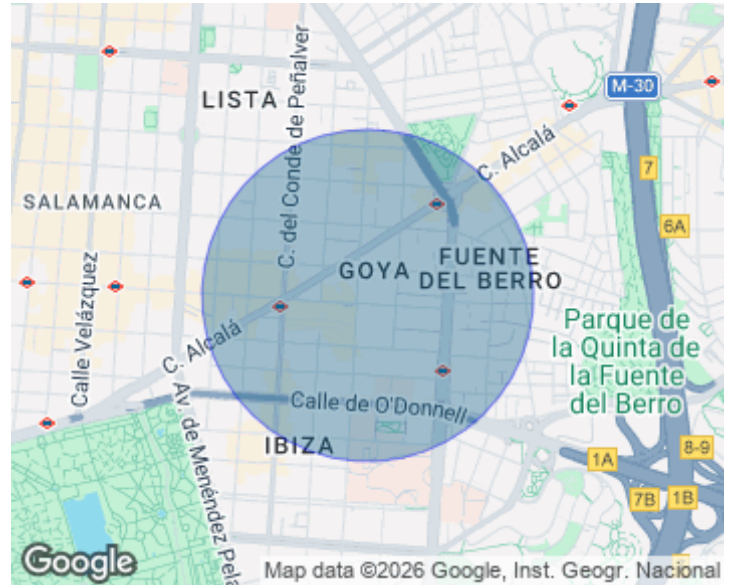 LISTA
C. del Conde de Peñalver
M-30
C. Alcalá
7
SALAMANCA
6A
GOYA
FUENTE
DEL BERRO
Calle Velázquez
Parque de
la Quinta de
la Fuente
del Berro
C. Alcalá
Av. de Menéndez Pela
Calle de O'Donnell
IBIZA
1A
8-9
7B
1B
Google
Map data ©2026 Google, Inst. Geogr. Nacional